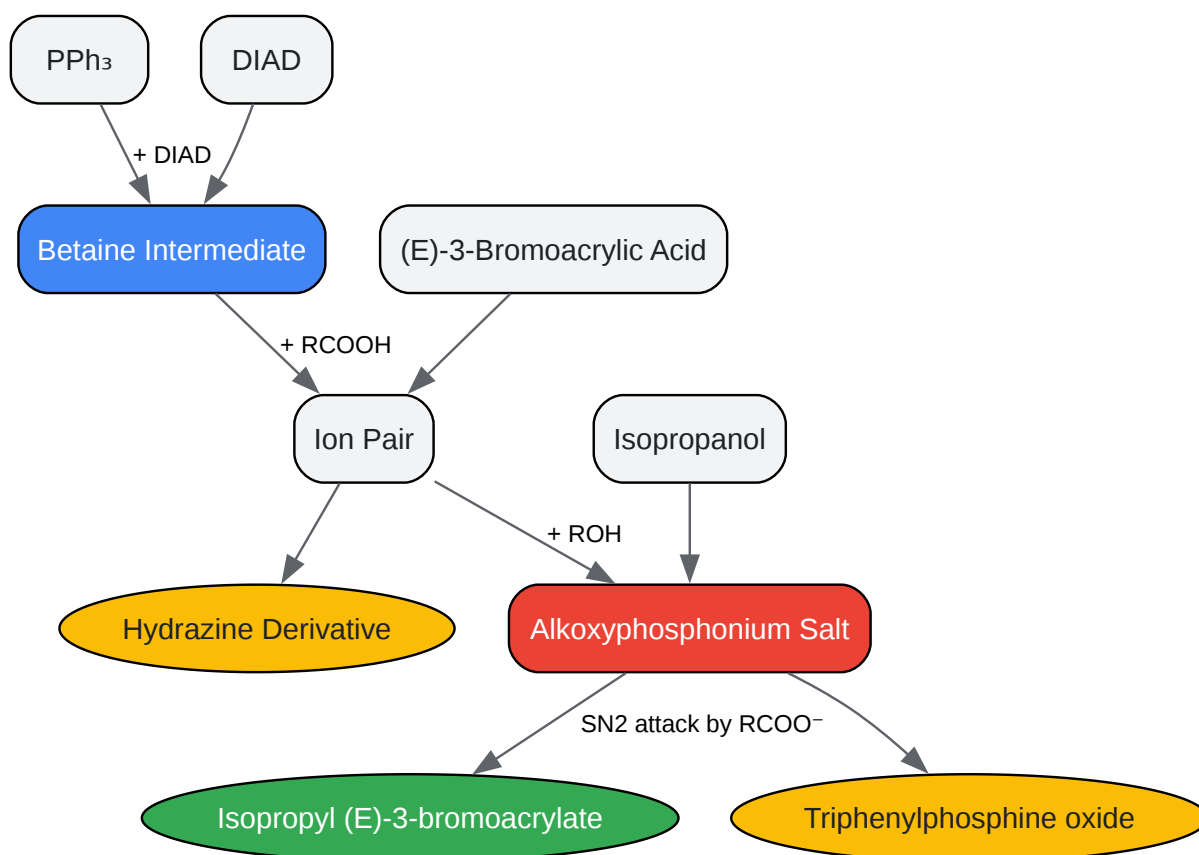 PPh₃
DIAD
+ DIAD
Betaine Intermediate
(E)-3-Bromoacrylic Acid
+ RCOOH
Ion Pair
Isopropanol
+ ROH
Hydrazine Derivative
Alkoxyphosphonium Salt
SN2 attack by RCOO⁻
Isopropyl (E)-3-bromoacrylate
Triphenylphosphine oxide